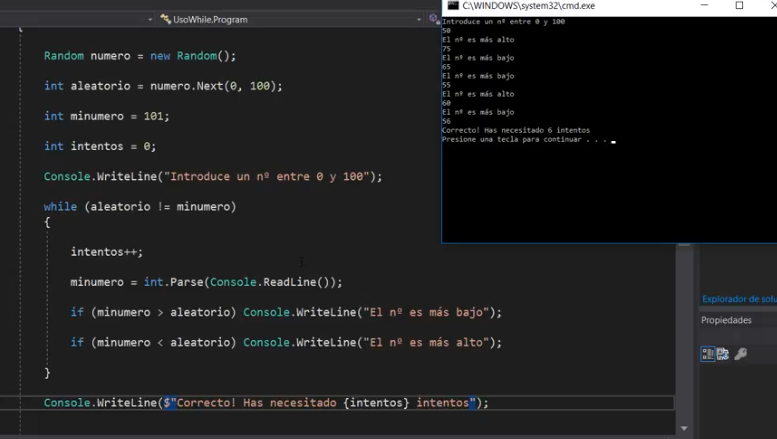 UsoWhile.Program
{
Random numero = new Random();
int aleatorio = numero.Next(0, 100);
int minumero = 101;
int intentos = 0;
Console.WriteLine("Introduce un nº entre 0 y 100");
while (aleatorio != minumero)
{
intentos++;
minumero = int.Parse(Console.ReadLine());
if (minumero > aleatorio) Console.WriteLine("El nº es más bajo");
if (minumero < aleatorio) Console.WriteLine("El nº es más alto");
}
Console.WriteLine($"Correcto! Has necesitado {intentos} intentos");
C:\WINDOWS\system32\cmd.exe
Introduce un nº entre 0 y 100
50
El nº es más alto
75
El nº es más bajo
65
El nº es más bajo
55
El nº es más alto
60
El nº es más bajo
56
Correcto! Has necesitado 6 intentos
Presione una tecla para continuar . . .
Explorador de solu
Propiedades